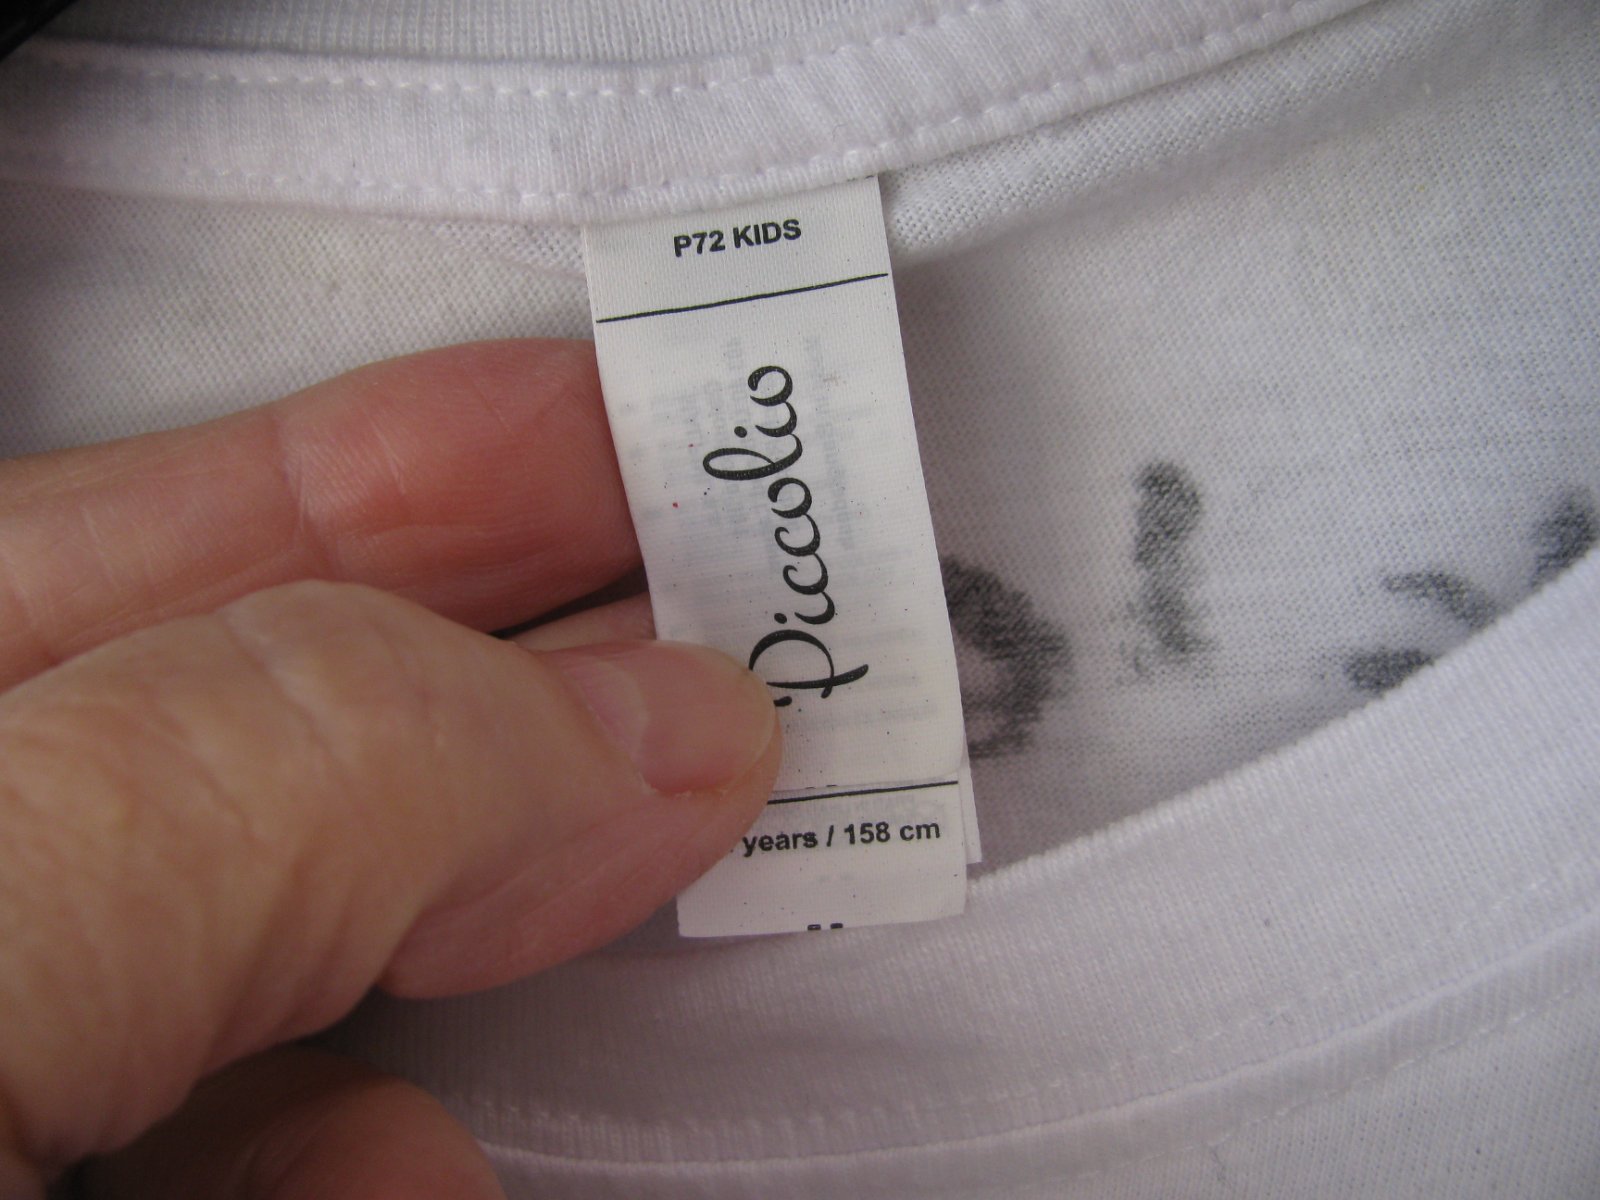 P72 KIDS
Piccolio
years / 158 cm